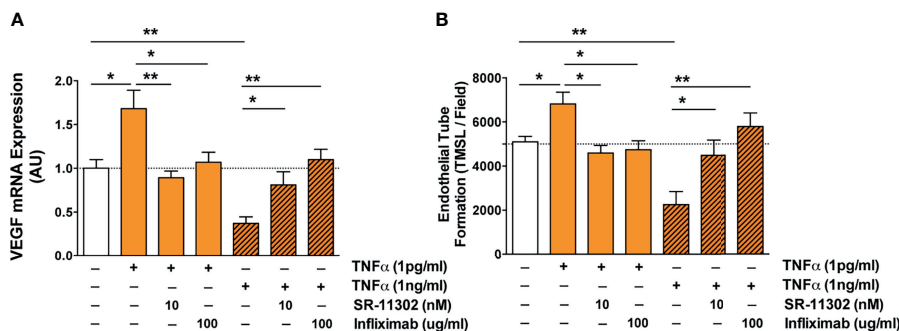 A
VEGF mRNA Expression
(AU)
2.0
1.5
1.0
0.5
0.0
**
*
*
**
**
*
– + + + – – – TNFα (1pg/ml)
– – – – + + + TNFα (1ng/ml)
– – 10 – – 10 – SR-11302 (nM)
– – – 100 – – 100 Infliximab (ug/ml)
B
Endothelial Tube
Formation (TMSL / Field)
8000
6000
4000
2000
0
**
*
*
*
**
*
– + + + – – – TNFα (1pg/ml)
– – – – + + + TNFα (1ng/ml)
– – 10 – – 10 – SR-11302 (nM)
– – – 100 – – 100 Infliximab (ug/ml)